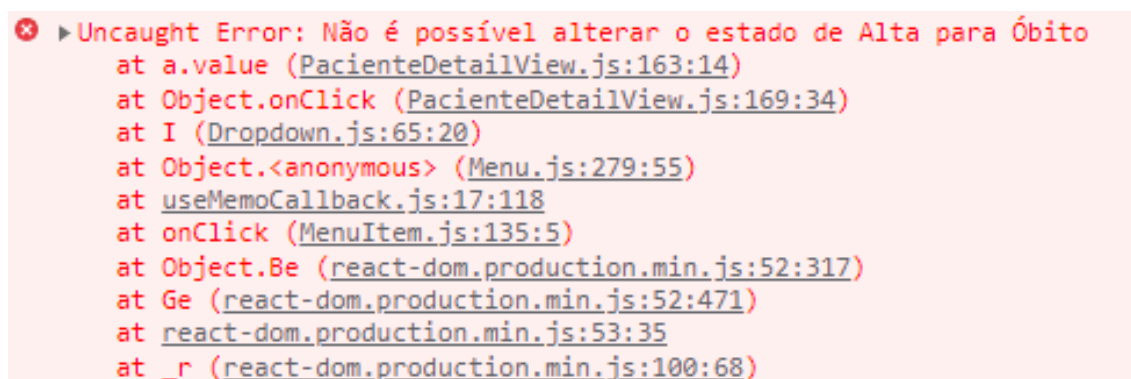 Uncaught Error: Não é possível alterar o estado de Alta para Óbito
at a.value (PacienteDetailView.js:163:14)
at Object.onClick (PacienteDetailView.js:169:34)
at I (Dropdown.js:65:20)
at Object.<anonymous> (Menu.js:279:55)
at useMemoCallback.js:17:118
at onClick (MenuItem.js:135:5)
at Object.Be (react-dom.production.min.js:52:317)
at Ge (react-dom.production.min.js:52:471)
at react-dom.production.min.js:53:35
at _r (react-dom.production.min.js:100:68)